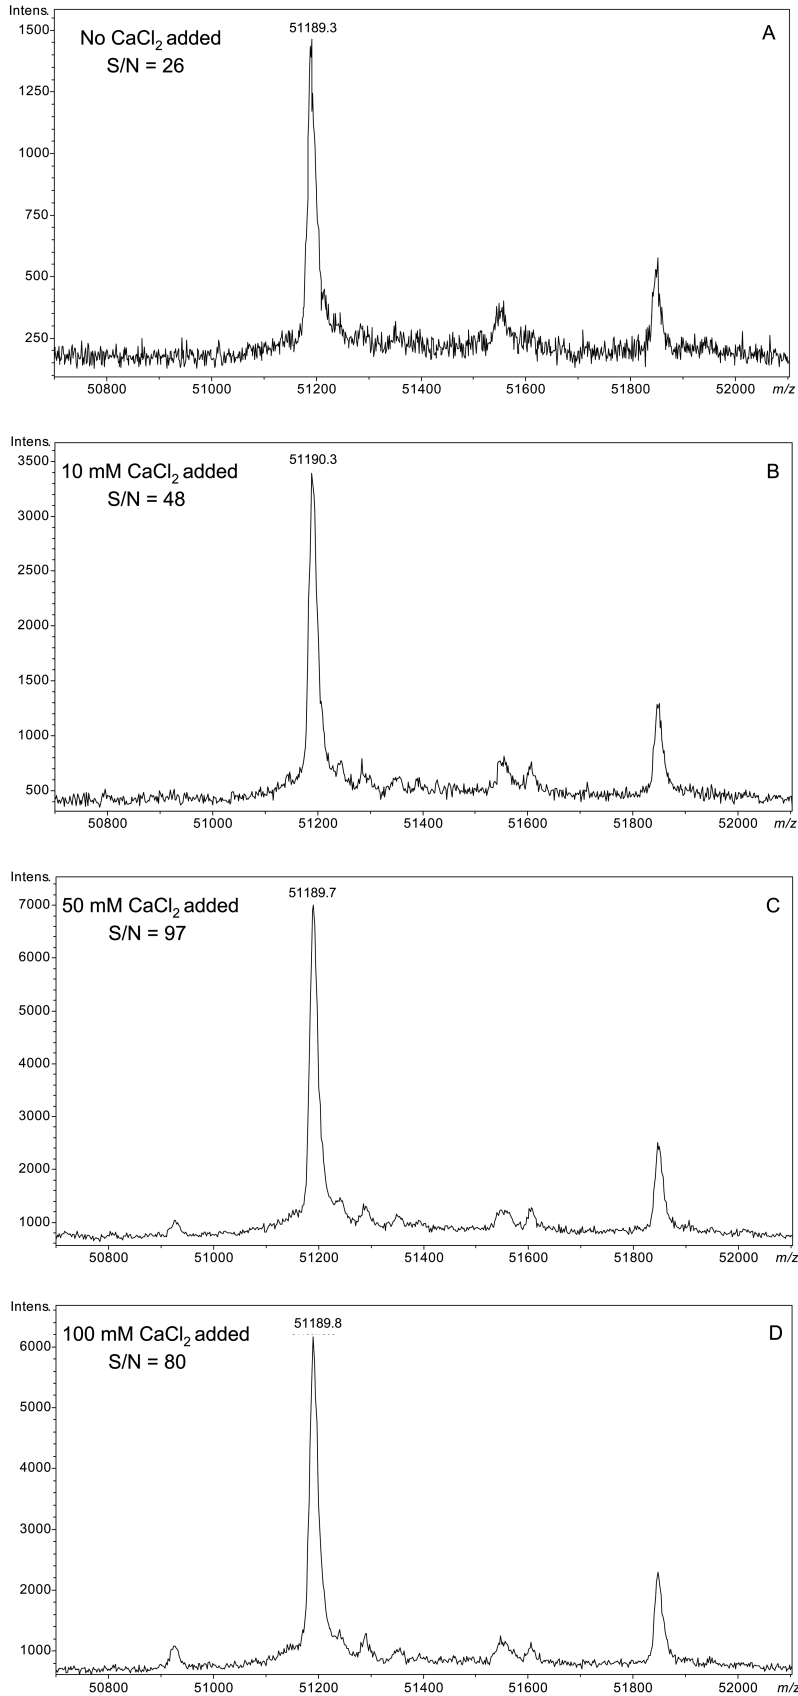 Intens.
51189.3
No CaCl₂ added
A
S/N = 26
1500
1250
1000
750
500
250
50800 51000 51200 51400 51600 51800 52000 m/z
Intens.
51190.3
10 mM CaCl₂ added
B
S/N = 48
3500
3000
2500
2000
1500
1000
500
50800 51000 51200 51400 51600 51800 52000 m/z
Intens.
51189.7
50 mM CaCl₂ added
C
S/N = 97
7000
6000
5000
4000
3000
2000
1000
50800 51000 51200 51400 51600 51800 52000 m/z
Intens.
51189.8
100 mM CaCl₂ added
D
S/N = 80
6000
5000
4000
3000
2000
1000
50800 51000 51200 51400 51600 51800 52000 m/z